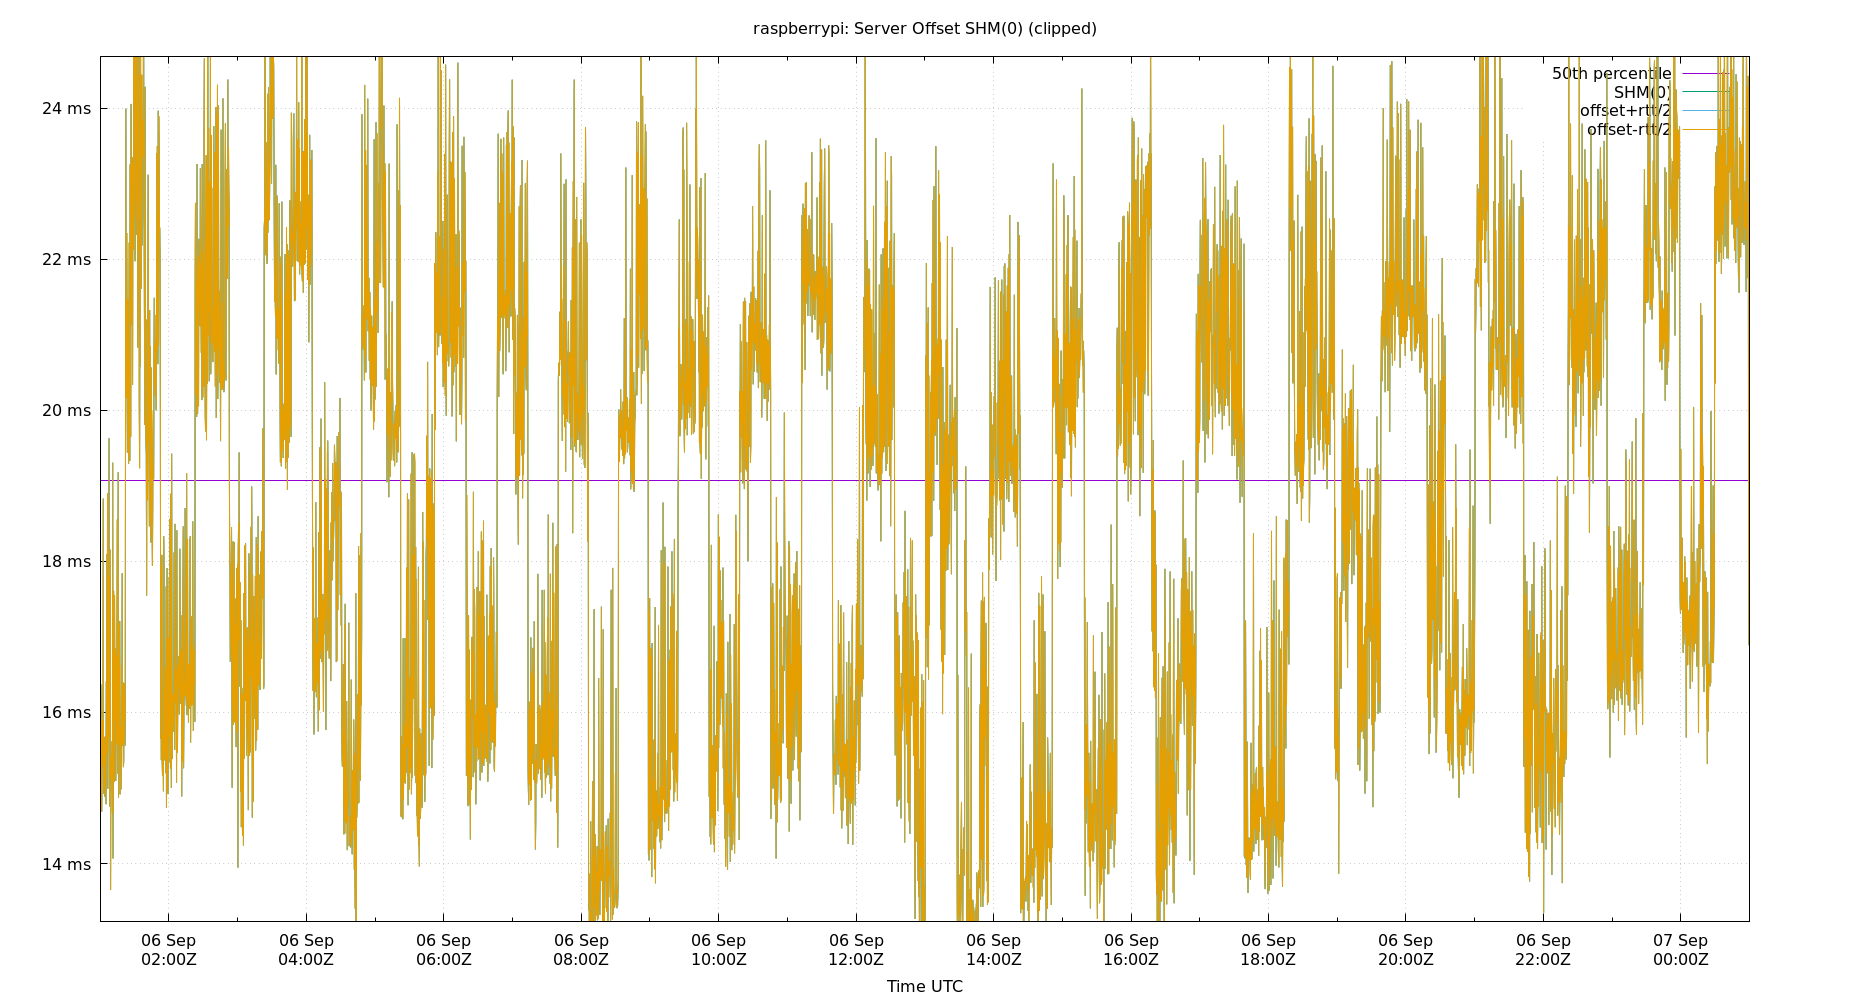 raspberrypi: Server Offset SHM(0) (clipped)
50th percentile
SHM(0)
offset+rtt/2
offset-rtt/2
24 ms
22 ms
20 ms
18 ms
16 ms
14 ms
06 Sep 06 Sep 06 Sep 06 Sep 06 Sep 06 Sep 06 Sep 06 Sep 06 Sep 06 Sep 06 Sep 07 Sep
02:00Z 04:00Z 06:00Z 08:00Z 10:00Z 12:00Z 14:00Z 16:00Z 18:00Z 20:00Z 22:00Z 00:00Z
Time UTC